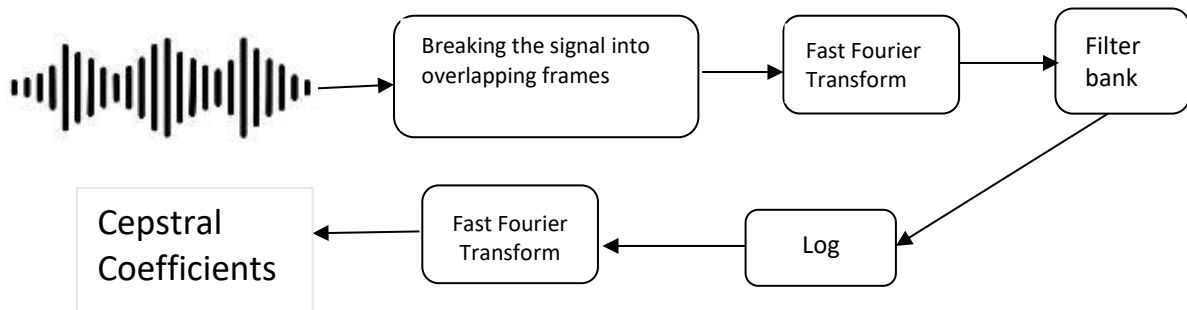 Breaking the signal into
overlapping frames
Fast Fourier
Transform
Filter
bank
Log
Fast Fourier
Transform
Cepstral
Coefficients